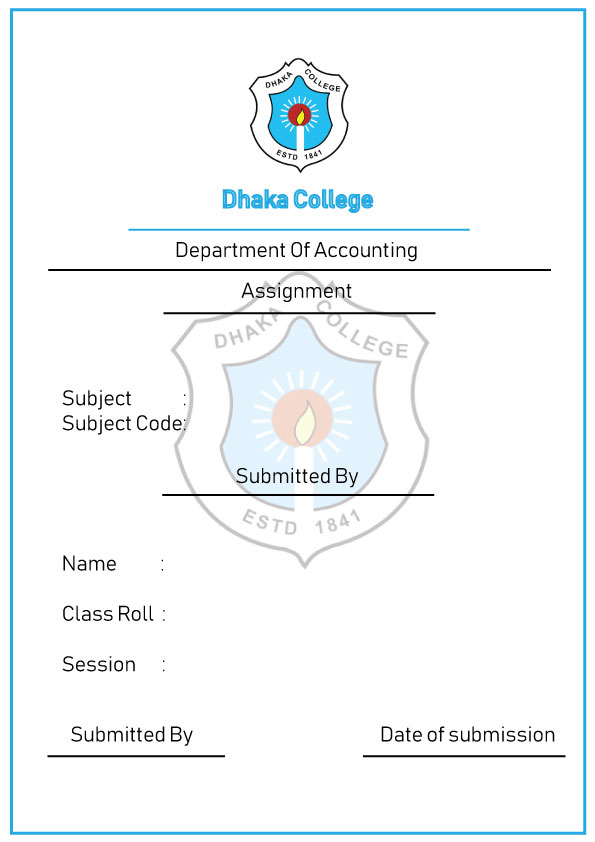 DHAKA COLLEGE
ESTD 1841
Dhaka College
Department Of Accounting
Assignment
DHAKA COLLEGE
Subject :
Subject Code:
Submitted By
ESTD 1841
Name :
Class Roll :
Session :
Submitted By Date of submission